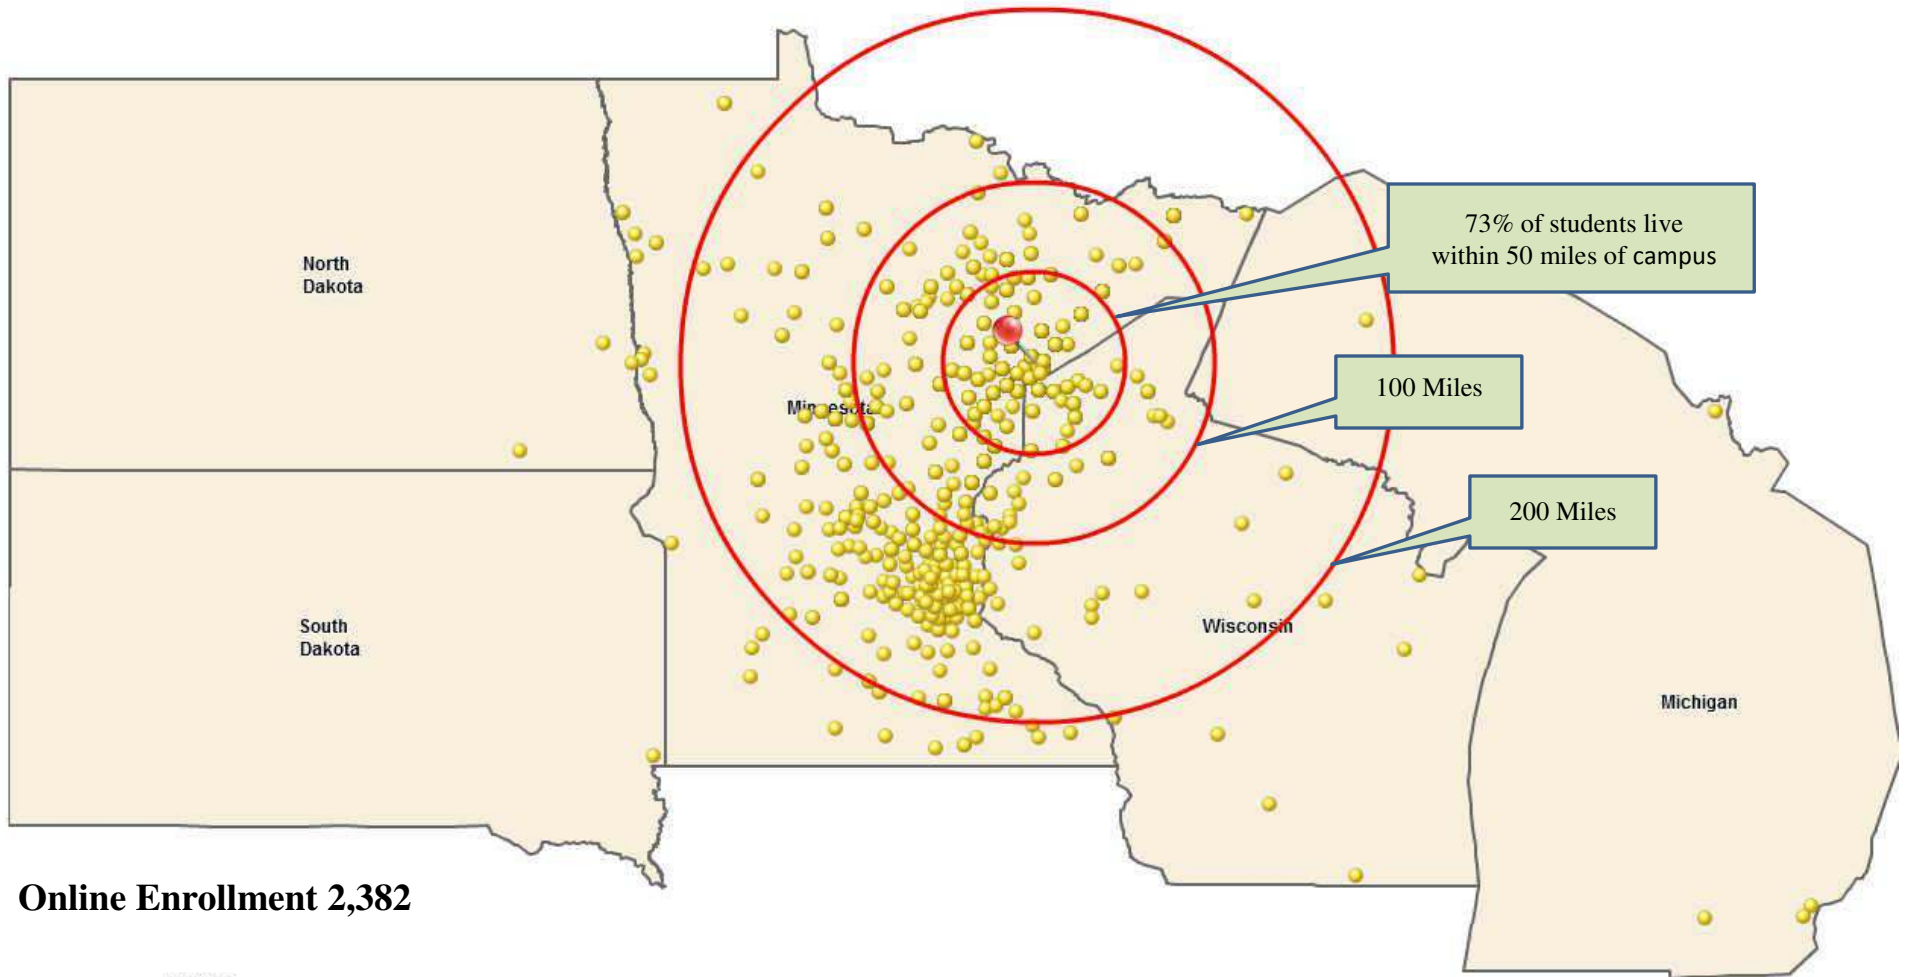 73% of students live
within 50 miles of campus
North
Dakota
100 Miles
Minnesota
200 Miles
South
Dakota
Wisconsin
Michigan
Online Enrollment 2,382